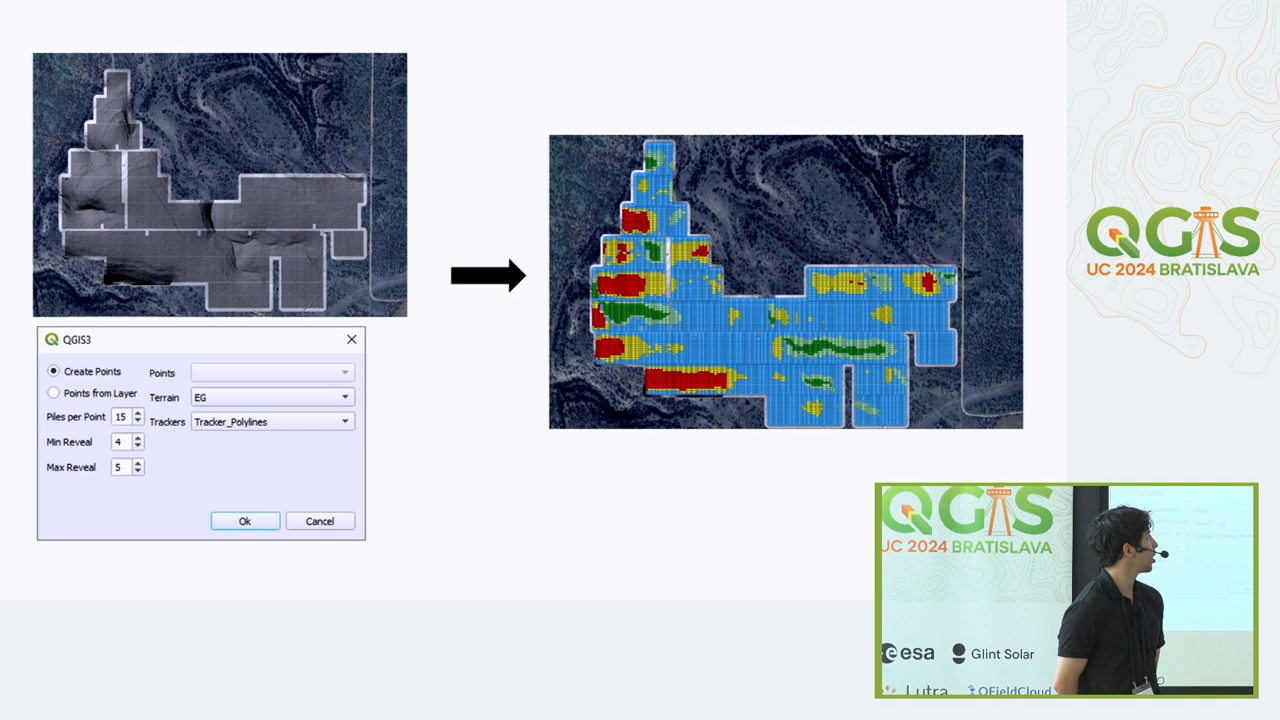 QGIS3
Create Points
Points
Points from Layer
Terrain
EG
Piles per Point
15
Trackers
Tracker_Polylines
Min Reveal
4
Max Reveal
5
Ok
Cancel
QGIS
UC 2024 BRATISLAVA
QGIS
UC 2024 BRATISLAVA
esa
Glint Solar
Lutra
QFieldCloud